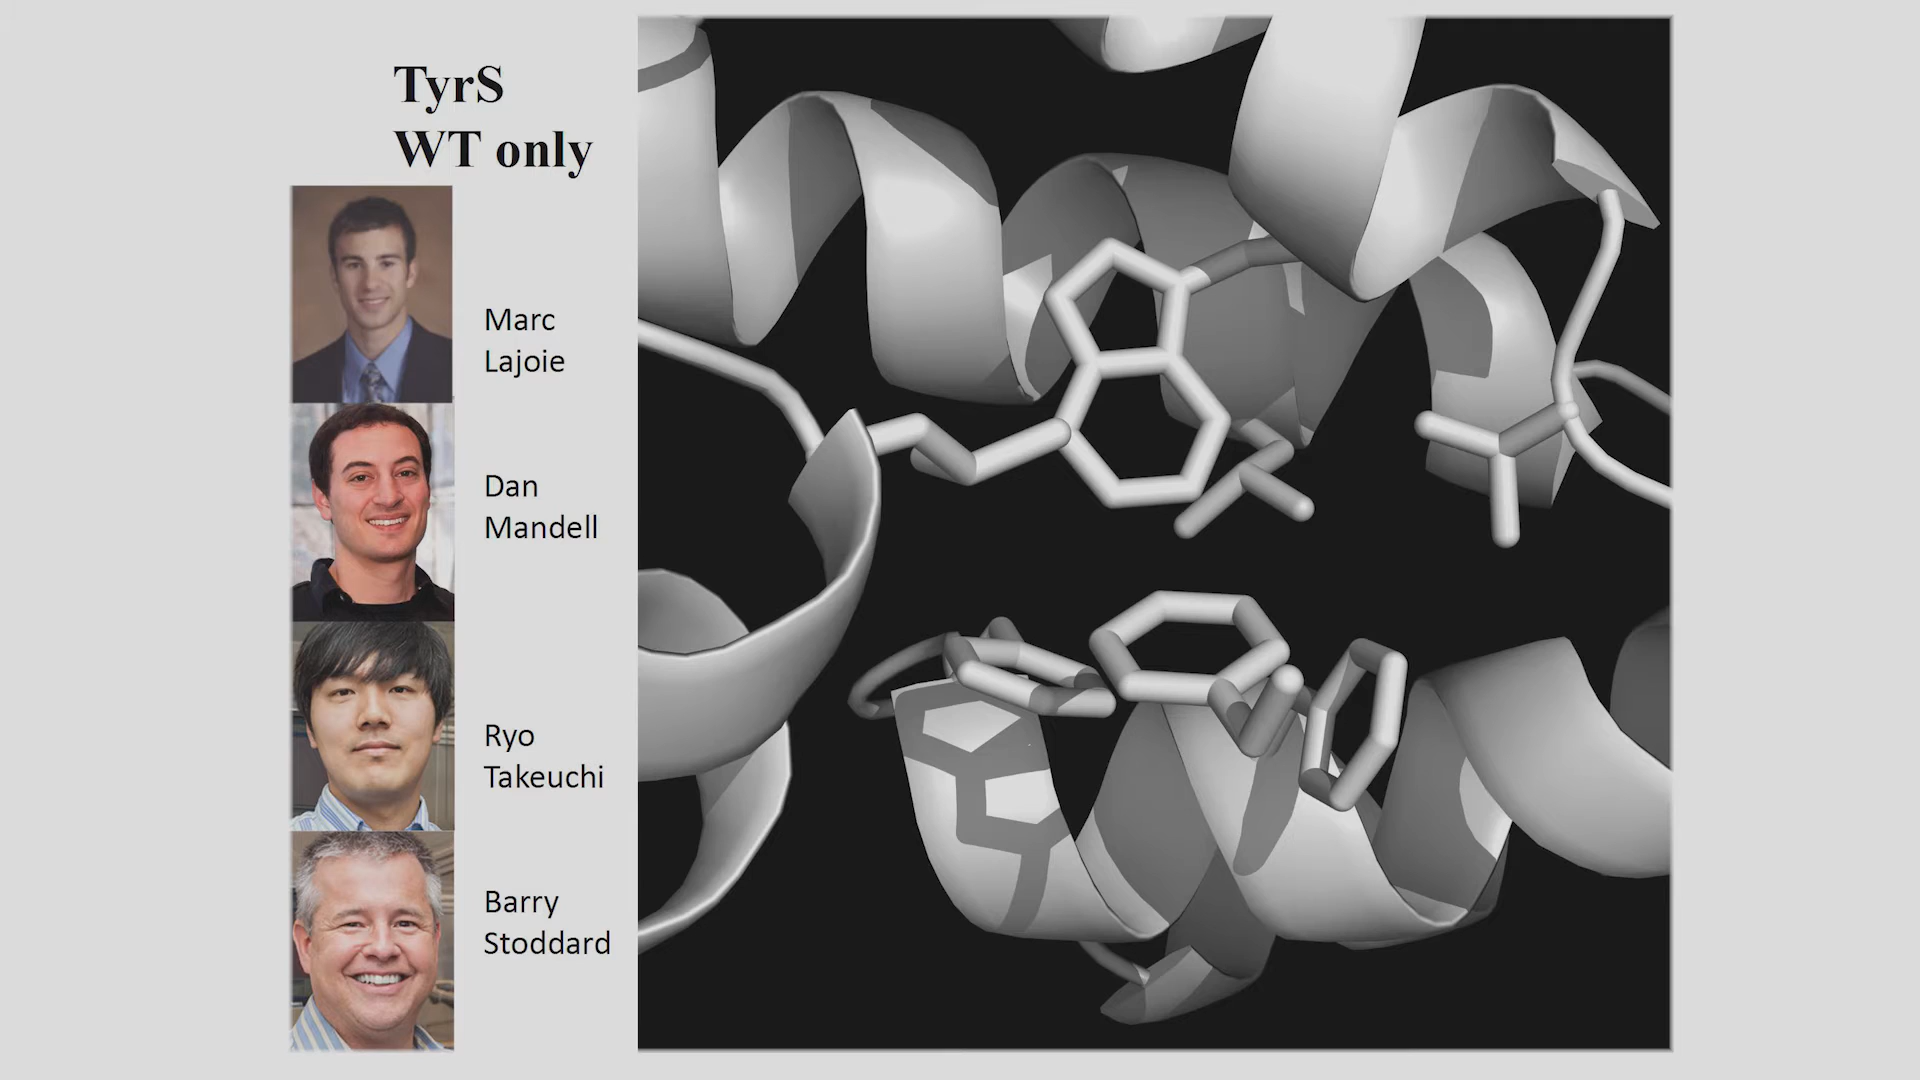 TyrS
WT only
Marc
Lajoie
Dan
Mandell
Ryo
Takeuchi
Barry
Stoddard